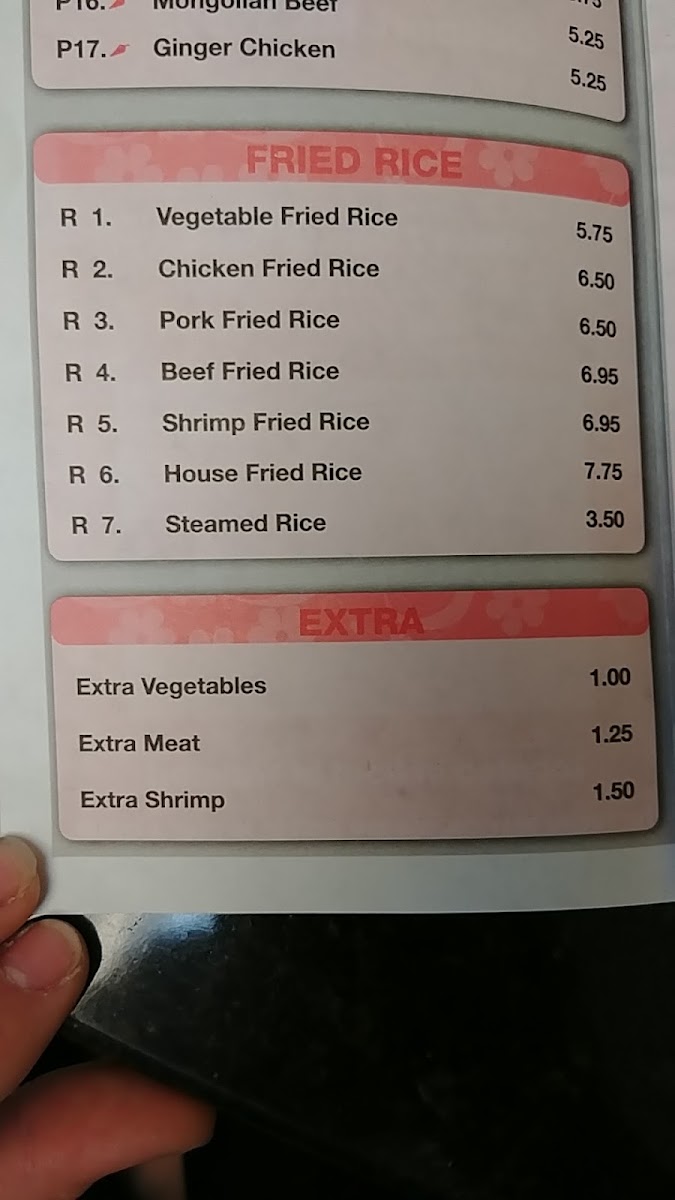 P16. Mongolian Beef 5.25
P17. Ginger Chicken 5.25
FRIED RICE
R 1. Vegetable Fried Rice 5.75
R 2. Chicken Fried Rice 6.50
R 3. Pork Fried Rice 6.50
R 4. Beef Fried Rice 6.95
R 5. Shrimp Fried Rice 6.95
R 6. House Fried Rice 7.75
R 7. Steamed Rice 3.50
EXTRA
Extra Vegetables 1.00
Extra Meat 1.25
Extra Shrimp 1.50